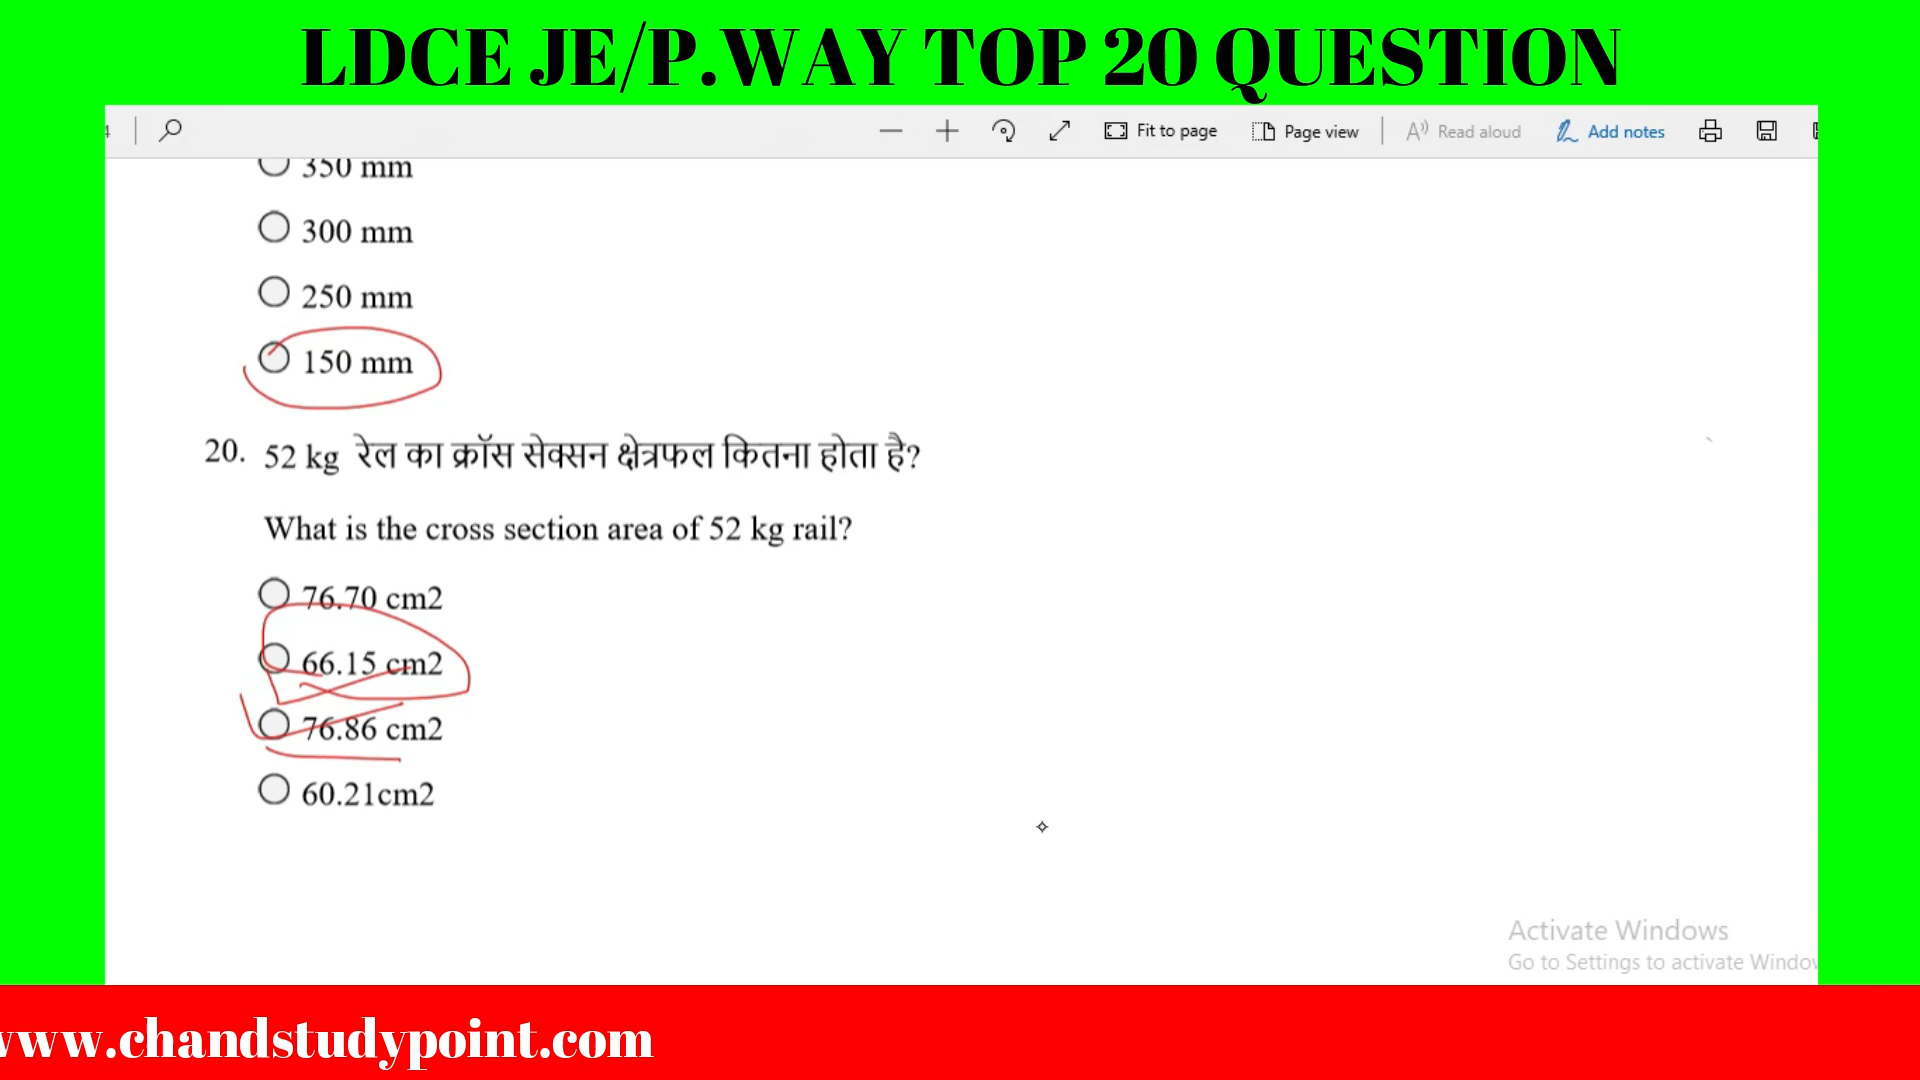 LDCE JE/P.WAY TOP 20 QUESTION
Fit to page
Page view
Read aloud
Add notes
350 mm
300 mm
250 mm
150 mm
20. 52 kg रेल का क्रॉस सेक्सन क्षेत्रफल कितना होता है?
What is the cross section area of 52 kg rail?
76.70 cm2
66.15 cm2
76.86 cm2
60.21cm2
Activate Windows
Go to Settings to activate Windov
www.chandstudypoint.com